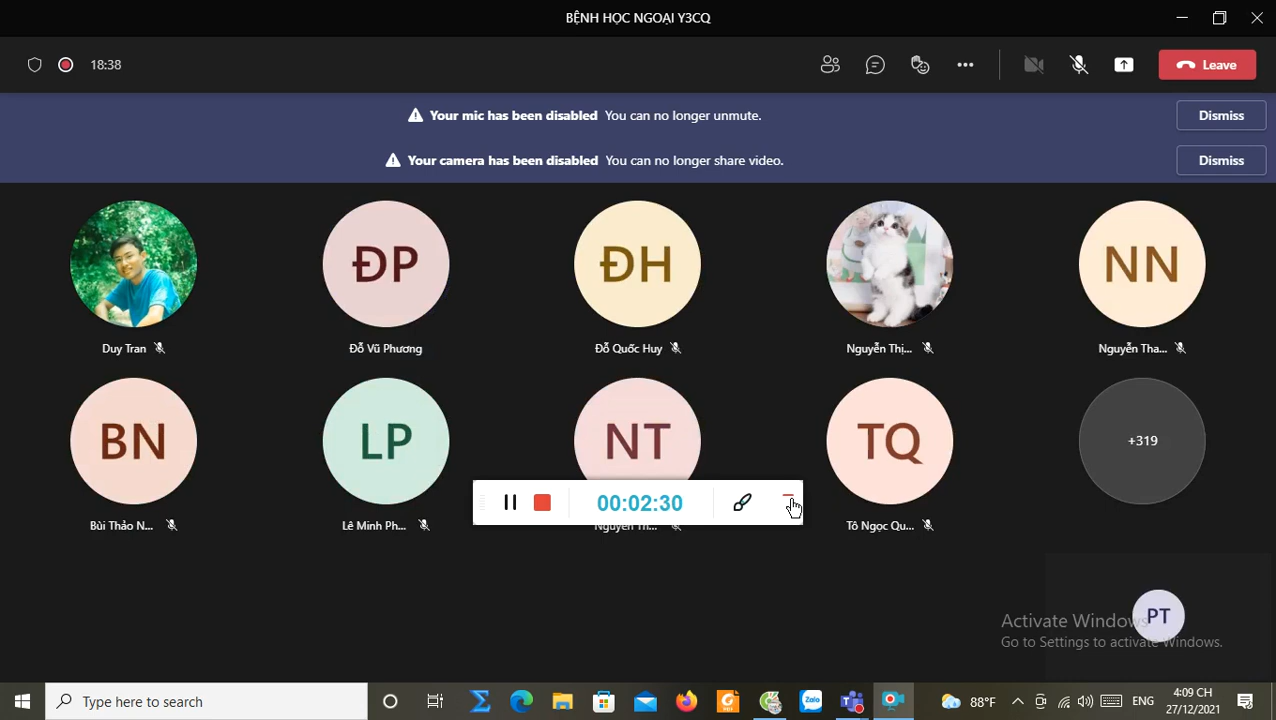 BỆNH HỌC NGOẠI Y3CQ
18:38
Leave
Your mic has been disabled You can no longer unmute.
Dismiss
Your camera has been disabled You can no longer share video.
Dismiss
ĐP
ĐH
NN
Duy Tran
Đỗ Vũ Phương
Đỗ Quốc Huy
Nguyễn Thị...
Nguyễn Tha...
BN
LP
NT
TQ
+319
00:02:30
Bùi Thảo N...
Lê Minh Ph...
Nguyễn Th...
Tô Ngọc Qu...
PT
Activate Windows
Go to Settings to activate Windows.
Type here to search
Zalo
88°F
ENG
4:09 CH
27/12/2021